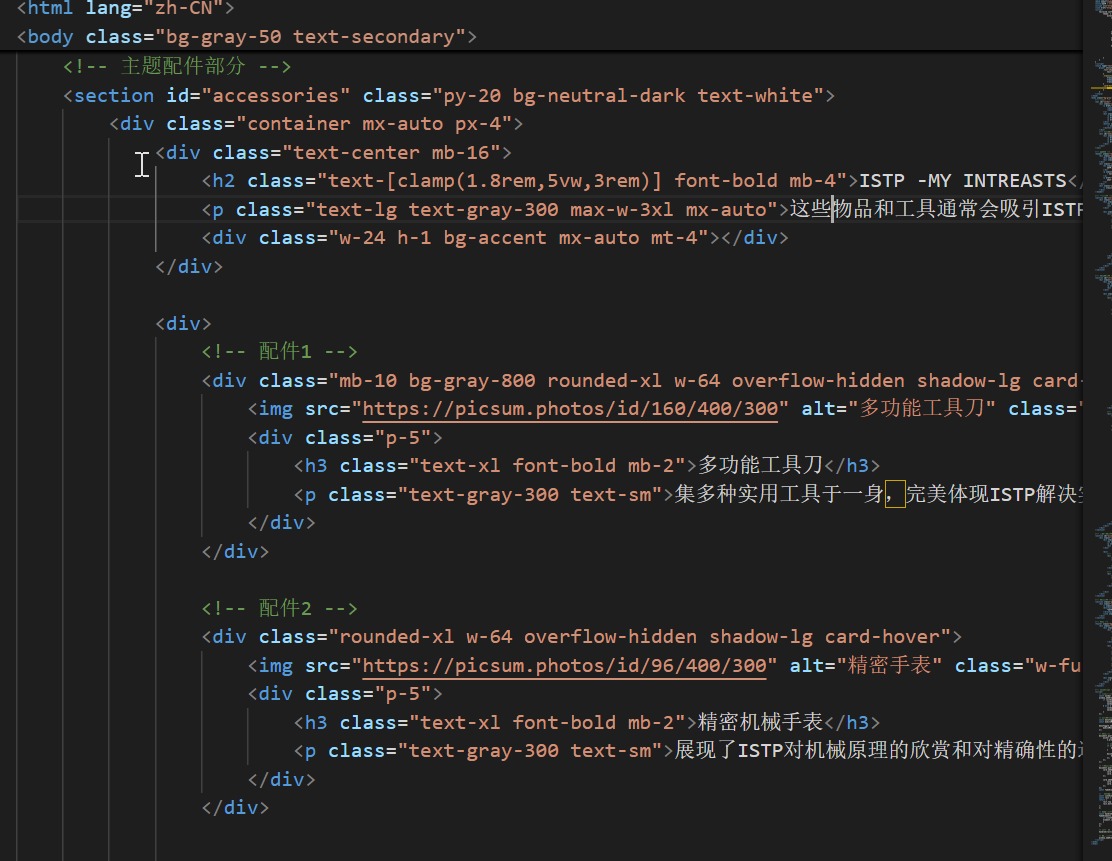 <html lang="zh-CN">
<body class="bg-gray-50 text-secondary">
<!-- 主题配件部分 -->
<section id="accessories" class="py-20 bg-neutral-dark text-white">
<div class="container mx-auto px-4">
<div class="text-center mb-16">
<h2 class="text-[clamp(1.8rem,5vw,3rem)] font-bold mb-4">ISTP -MY INTREASTS</
<p class="text-lg text-gray-300 max-w-3xl mx-auto">这些物品和工具通常会吸引ISTP
<div class="w-24 h-1 bg-accent mx-auto mt-4"></div>
</div>
<div>
<!-- 配件1 -->
<div class="mb-10 bg-gray-800 rounded-xl w-64 overflow-hidden shadow-lg card-
<img src="https://picsum.photos/id/160/400/300" alt="多功能工具刀" class="
<div class="p-5">
<h3 class="text-xl font-bold mb-2">多功能工具刀</h3>
<p class="text-gray-300 text-sm">集多种实用工具于一身，完美体现ISTP解决
</div>
</div>
<!-- 配件2 -->
<div class="rounded-xl w-64 overflow-hidden shadow-lg card-hover">
<img src="https://picsum.photos/id/96/400/300" alt="精密手表" class="w-fu
<div class="p-5">
<h3 class="text-xl font-bold mb-2">精密机械手表</h3>
<p class="text-gray-300 text-sm">展现了ISTP对机械原理的欣赏和对精确性的
</div>
</div>